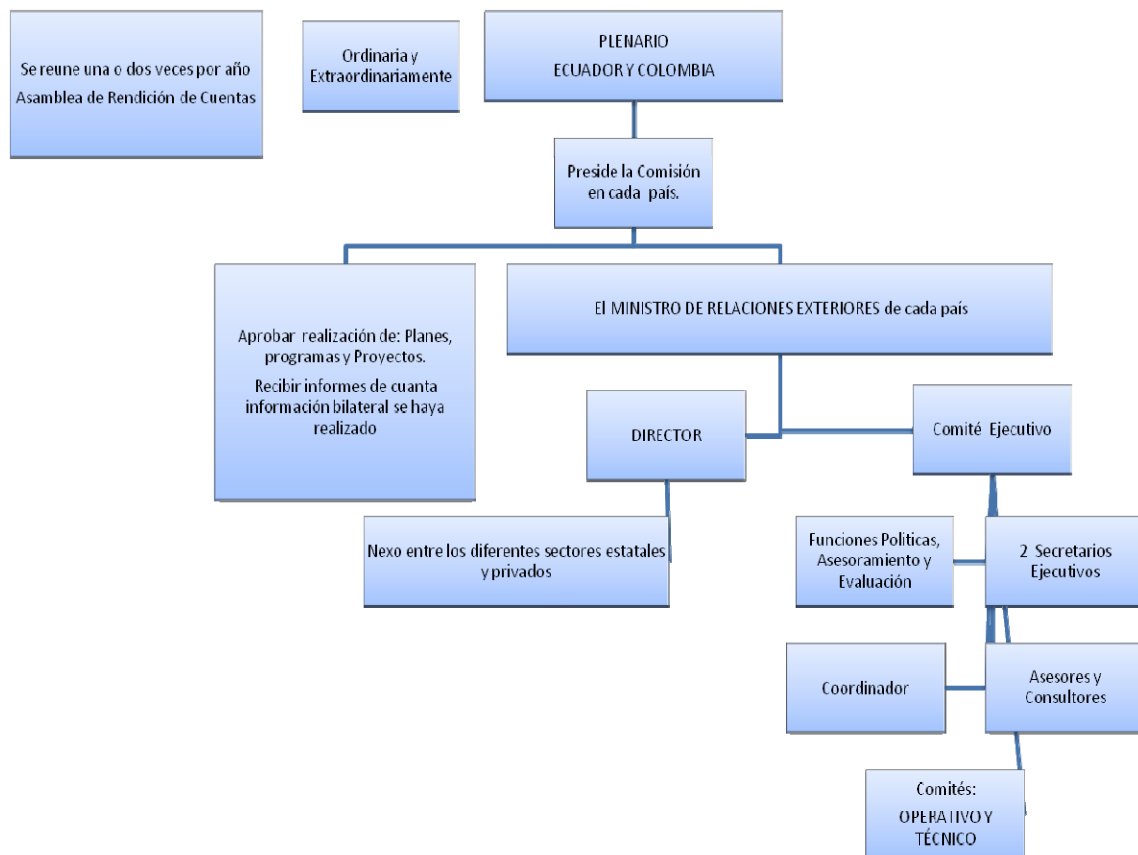 Se reune una o dos veces por año
Asamblea de Rendición de Cuentas
Ordinaria y
Extraordinariamente
PLENARIO
ECUADOR Y COLOMBIA
Preside la Comisión
en cada país.
Aprobar realización de: Planes,
programas y Proyectos.
Recibir informes de cuanta
información bilateral se haya
realizado
El MINISTRO DE RELACIONES EXTERIORES de cada país
DIRECTOR
Comité Ejecutivo
Nexo entre los diferentes sectores estatales
y privados
Funciones Politicas,
Asesoramiento y
Evaluación
2 Secretarios
Ejecutivos
Coordinador
Asesores y
Consultores
Comités:
OPERATIVO Y
TÉCNICO